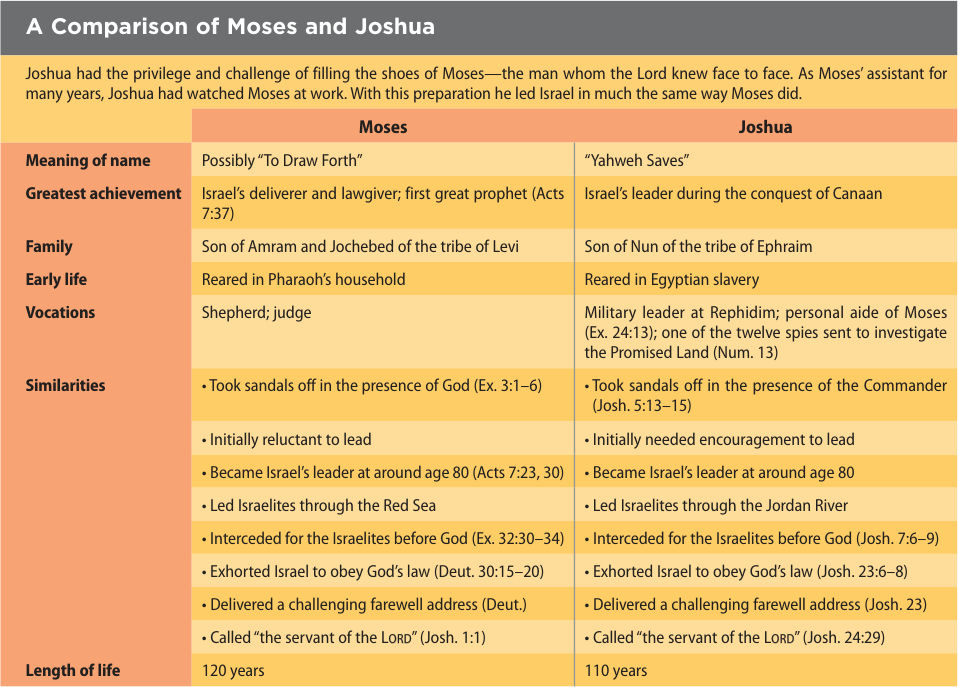 A Comparison of Moses and Joshua
Joshua had the privilege and challenge of filling the shoes of Moses—the man whom the Lord knew face to face. As Moses’ assistant for
many years, Joshua had watched Moses at work. With this preparation he led Israel in much the same way Moses did.
Moses Joshua
Meaning of name Possibly “To Draw Forth” “Yahweh Saves”
Greatest achievement Israel’s deliverer and lawgiver; first great prophet (Acts Israel’s leader during the conquest of Canaan
7:37)
Family Son of Amram and Jochebed of the tribe of Levi Son of Nun of the tribe of Ephraim
Early life Reared in Pharaoh’s household Reared in Egyptian slavery
Vocations Shepherd; judge Military leader at Rephidim; personal aide of Moses
(Ex. 24:13); one of the twelve spies sent to investigate
the Promised Land (Num. 13)
Similarities • Took sandals off in the presence of God (Ex. 3:1–6) • Took sandals off in the presence of the Commander
(Josh. 5:13–15)
• Initially reluctant to lead • Initially needed encouragement to lead
• Became Israel’s leader at around age 80 (Acts 7:23, 30) • Became Israel’s leader at around age 80
• Led Israelites through the Red Sea • Led Israelites through the Jordan River
• Interceded for the Israelites before God (Ex. 32:30–34) • Interceded for the Israelites before God (Josh. 7:6–9)
• Exhorted Israel to obey God’s law (Deut. 30:15–20) • Exhorted Israel to obey God’s law (Josh. 23:6–8)
• Delivered a challenging farewell address (Deut.) • Delivered a challenging farewell address (Josh. 23)
• Called “the servant of the LORD” (Josh. 1:1) • Called “the servant of the LORD” (Josh. 24:29)
Length of life 120 years 110 years